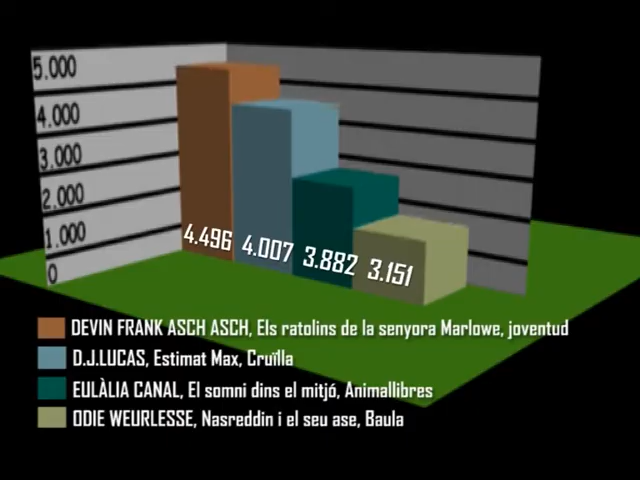 5.000
4.000
3.000
2.000
1.000
0
4.496 4.007 3.882 3.151
DEVIN FRANK ASCH ASCH, Els ratolins de la senyora Marlowe, joventud
D.J.LUCAS, Estimat Max, Cruïlla
EULÀLIA CANAL, El somni dins el mitjó, Animallibres
ODIE WEURLESSE, Nasreddin i el seu ase, Baula